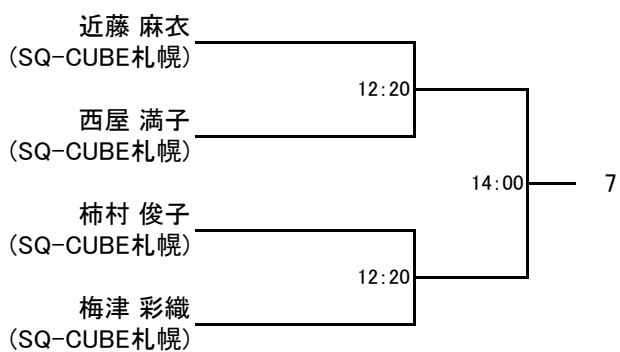 近藤 麻衣
(SQ-CUBE札幌)
12:20
西屋 満子
(SQ-CUBE札幌)
14:00
7
柿村 俊子
(SQ-CUBE札幌)
12:20
梅津 彩織
(SQ-CUBE札幌)